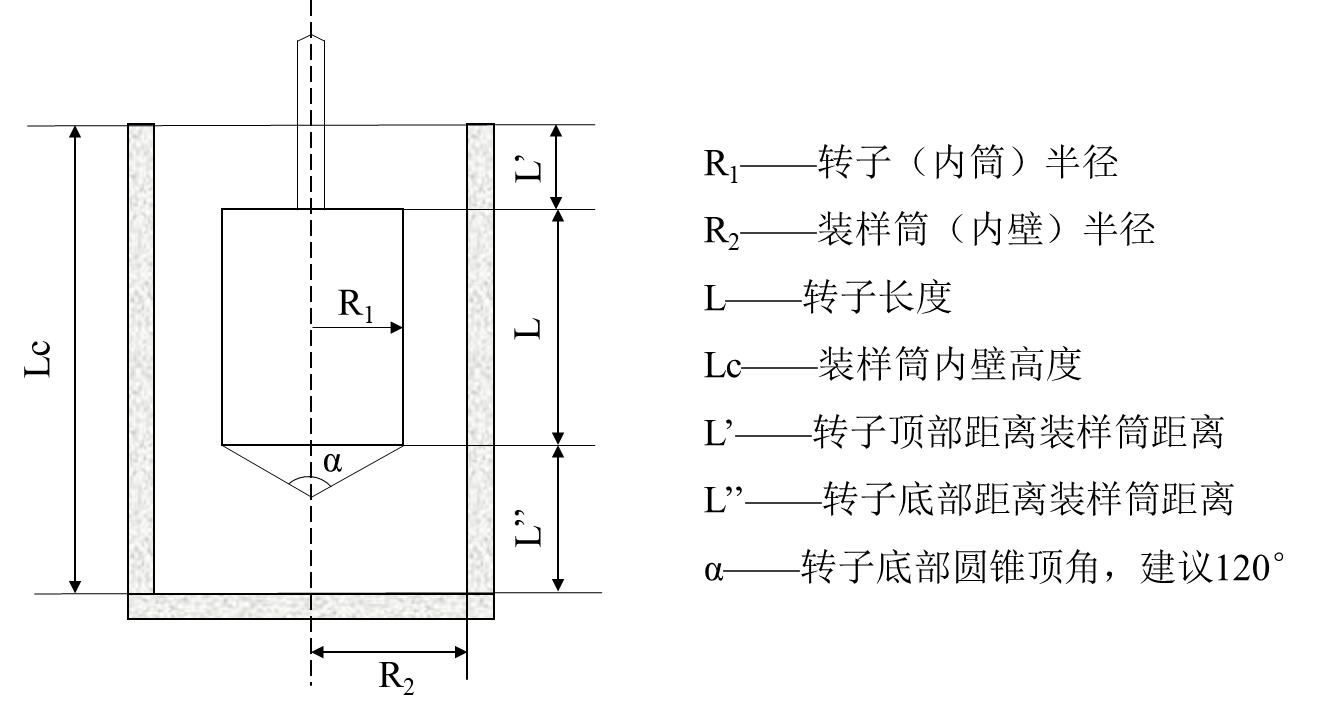 L’
R₁
L
Lc
α
L’’
R₂
R₁——转子（内筒）半径
R₂——装样筒（内壁）半径
L——转子长度
Lc——装样筒内壁高度
L’——转子顶部距离装样筒距离
L’’——转子底部距离装样筒距离
α——转子底部圆锥顶角，建议120°